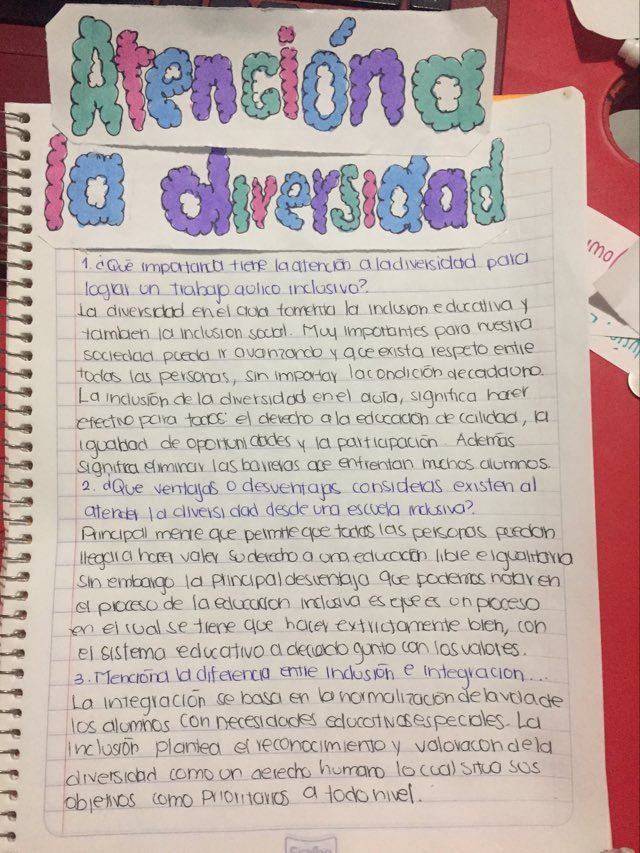 Atención a
la diversidad
1. ¿Qué importancia tiene la atención a la diversidad para
lograr un trabajo aúlico inclusivo?.
La diversidad en el aula fomenta la inclusion educativa y
tambien la inclusion social. Muy importantes para nuestra
sociedad pueda ir avanzando y que exista respeto entre
todas las personas, sin importar la condición de cada uno.
La inclusión de la diversidad en el aula, significa hacer
efectivo para todos: el derecho a la educación de calidad, la
igualdad de oportunidades y la participación. Además
significa eliminar las barreras que enfrentan muchos alumnos.
2. ¿Que ventajas o desventajas consideras existen al
atender la diversidad desde una escuela inclusiva?.
Principal mente que permite que todas las personas puedan
llegar a hacer valer su derecho a una educación libre e igualitaria
sin embargo la principal desventaja que podemos notar en
el proceso de la educacion inclusiva es que es un proceso
en el cual se tiene que hacer extrictamente bien, con
el sistema educativo adecuado junto con los valores.
3. Menciona la diferencia entre inclusión e integracion...
La integración se basa en la normalización de la vida de
los alumnos con necesidades educativas especiales. La
inclusión plantea el reconocimiento y valoracon de la
diversidad como un derecho humano lo cual situa sus
objetivos como prioritarios a todo nivel.